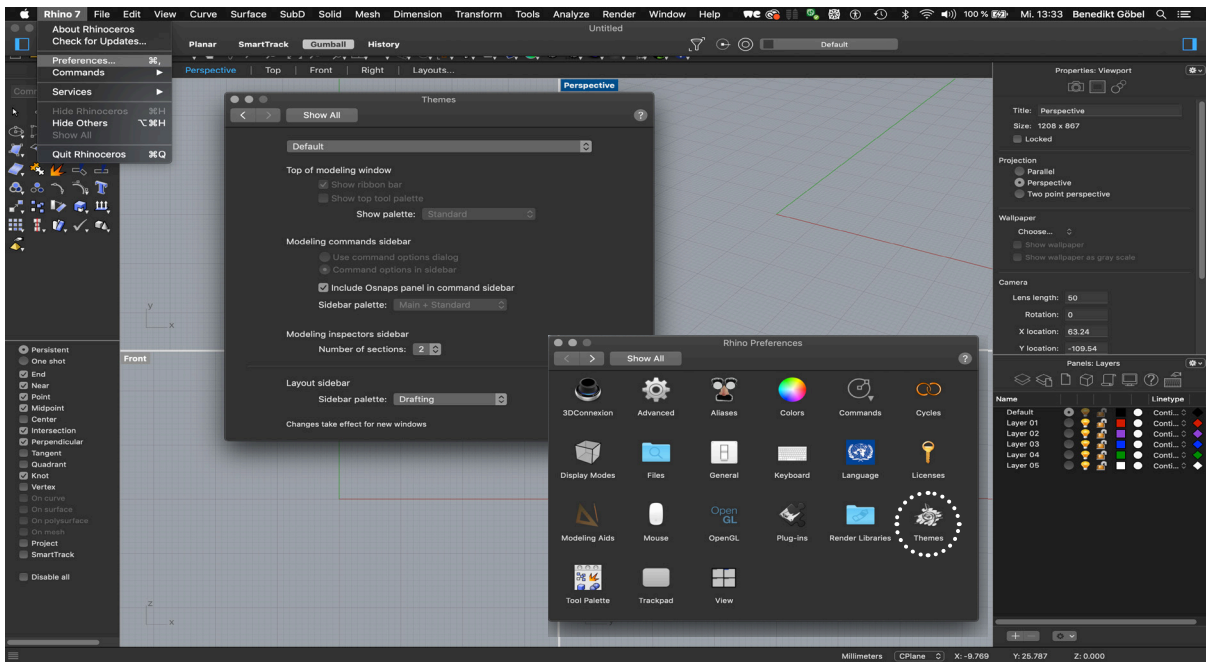 Rhino 7 File Edit View Curve Surface SubD Solid Mesh Dimension Transform Tools Analyze Render Window Help 100 % Mi. 13:33 Benedikt Göbel
Untitled
About Rhinoceros
Check for Updates...
Preferences... ⌘,
Commands
Services
Hide Rhinoceros ⌘H
Hide Others ⌥⌘H
Show All
Quit Rhinoceros ⌘Q
Planar SmartTrack Gumball History
Default
Perspective Top Front Right Layouts...
Perspective
Themes
Show All
?
Default
Top of modeling window
Show ribbon bar
Show top tool palette
Show palette: Standard
Modeling commands sidebar
Use command options dialog
Command options in sidebar
Include Osnaps panel in command sidebar
Sidebar palette: Main + Standard
Modeling inspectors sidebar
Number of sections: 2
Layout sidebar
Sidebar palette: Drafting
Changes take effect for new windows
y
x
Front
z
x
Persistent
One shot
End
Near
Point
Midpoint
Center
Intersection
Perpendicular
Tangent
Quadrant
Knot
Vertex
On curve
On surface
On polysurface
On mesh
Project
SmartTrack
Disable all
Rhino Preferences
Show All
?
3DConnexion Advanced Aliases Colors Commands Cycles
Display Modes Files General Keyboard Language Licenses
Open
GL
Modeling Aids Mouse OpenGL Plug-ins Render Libraries Themes
Tool Palette Trackpad View
Properties: Viewport
Title: Perspective
Size: 1208 x 867
Locked
Projection
Parallel
Perspective
Two point perspective
Wallpaper
Choose...
Show wallpaper
Show wallpaper as gray scale
Camera
Lens length: 50
Rotation: 0
X location: 63.24
Y location: -109.54
Panels: Layers
Name Linetype
Default Conti...
Layer 01 Conti...
Layer 02 Conti...
Layer 03 Conti...
Layer 04 Conti...
Layer 05 Conti...
Millimeters CPlane X: -9.769 Y: 25.787 Z: 0.000